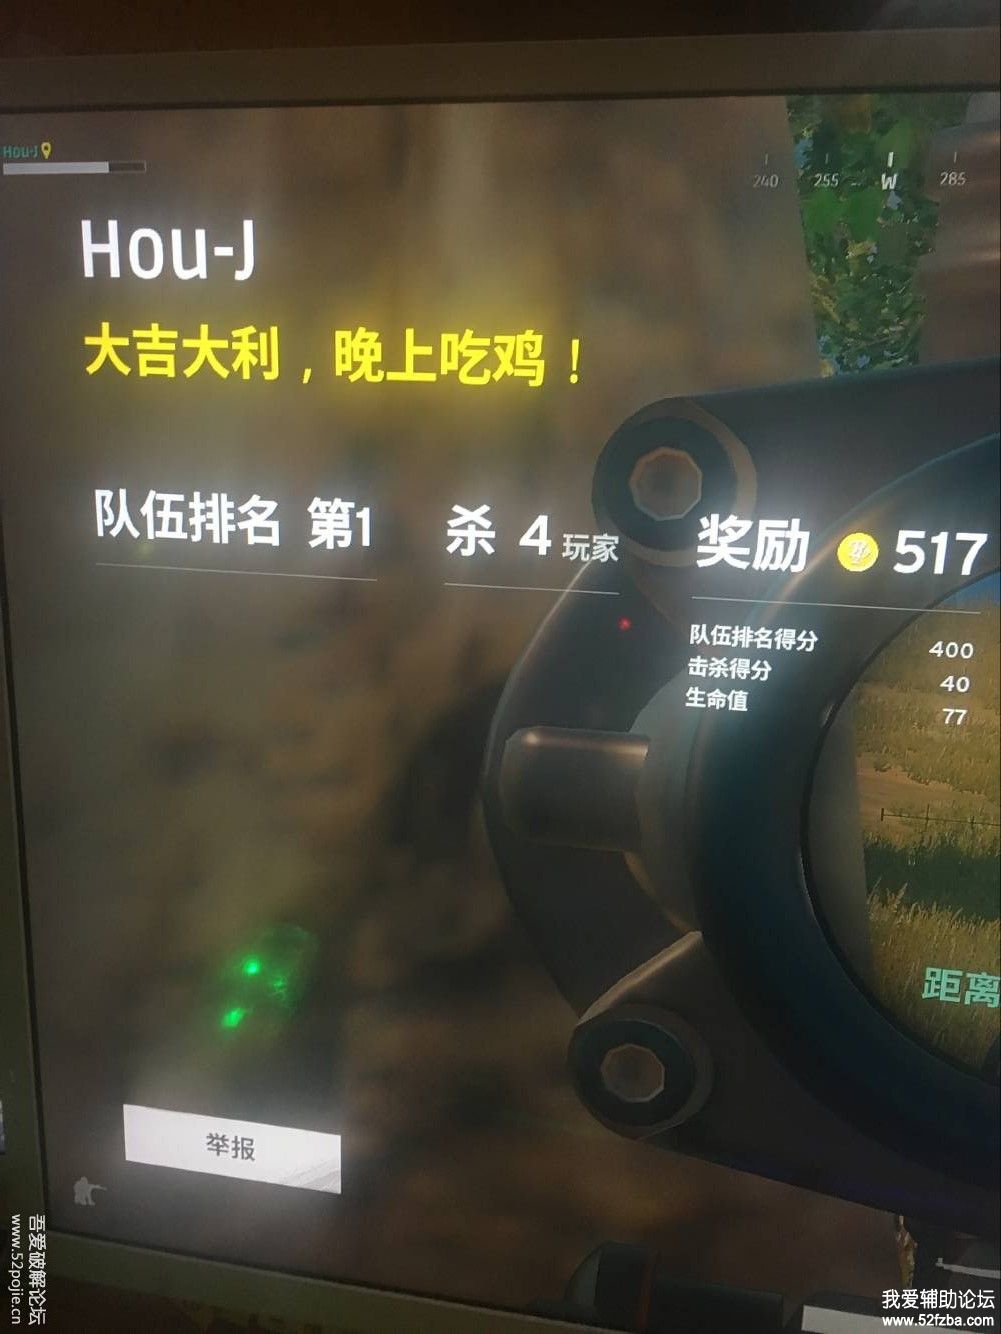 Hou-J
240 255 W 285
Hou-J
大吉大利，晚上吃鸡！
队伍排名 第1
杀 4 玩家
奖励 517
队伍排名得分 400
击杀得分 40
生命值 77
距离
举报
吾爱破解论坛
www.52pojie.cn
我爱辅助论坛
www.52fzba.com